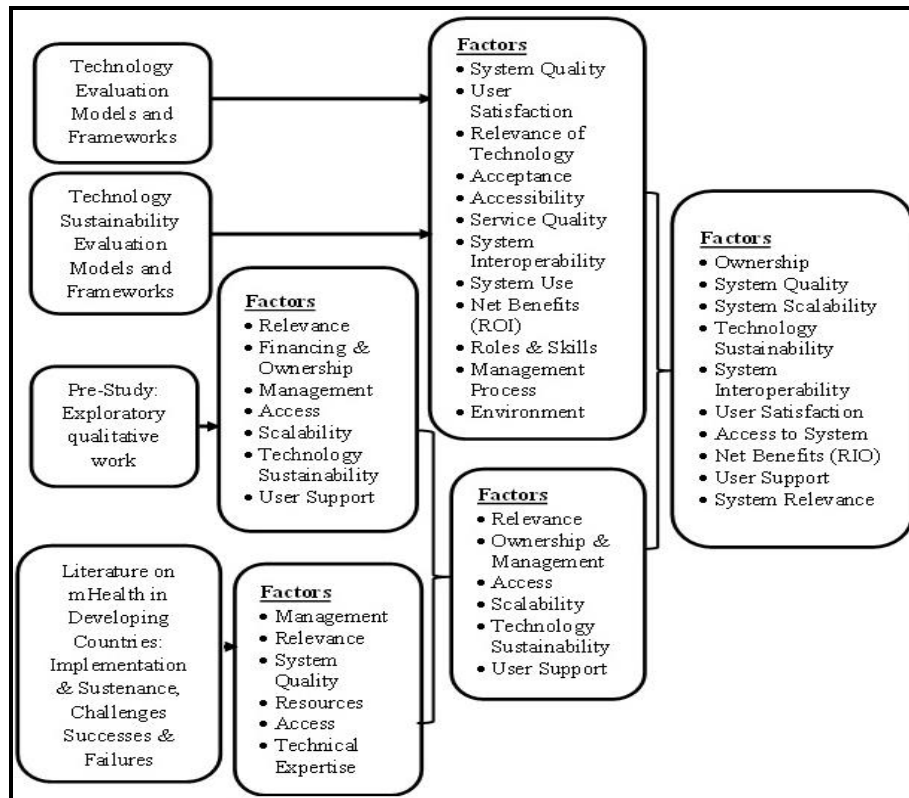 Technology
Evaluation
Models and
Frameworks
Technology
Sustainability
Evaluation
Models and
Frameworks
Pre-Study:
Exploratory
qualitative
work
Literature on
mHealth in
Developing
Countries:
Implementation
& Sustenance,
Challenges
Successes &
Failures
Factors
• Relevance
• Financing &
Ownership
• Management
• Access
• Scalability
• Technology
Sustainability
• User Support
Factors
• Management
• Relevance
• System
Quality
• Resources
• Access
• Technical
Expertise
Factors
• System Quality
• User
Satisfaction
• Relevance of
Technology
• Acceptance
• Accessibility
• Service Quality
• System
Interoperability
• System Use
• Net Benefits
(ROI)
• Roles & Skills
• Management
Process
• Environment
Factors
• Relevance
• Ownership &
Management
• Access
• Scalability
• Technology
Sustainability
• User Support
Factors
• Ownership
• System Quality
• System Scalability
• Technology
Sustainability
• System
Interoperability
• User Satisfaction
• Access to System
• Net Benefits (RIO)
• User Support
• System Relevance